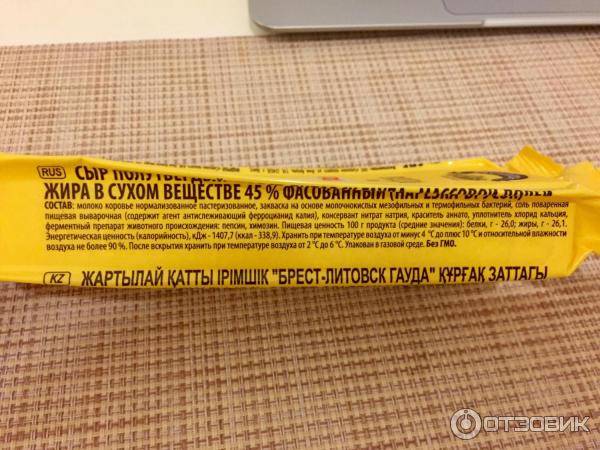 RUS СЫР ПОЛУТВЕРДЫЙ
ЖИРА В СУХОМ ВЕЩЕСТВЕ 45 % ФАСОВАННЫЙ
СОСТАВ: молоко коровье нормализованное пастеризованное, закваска на основе молочнокислых мезофильных и термофильных бактерий, соль поваренная
пищевая выварочная (содержит агент антислеживающий ферроцианид калия), консервант нитрат натрия, краситель аннато, уплотнитель хлорид кальция,
ферментный препарат животного происхождения: пепсин, химозин. Пищевая ценность 100 г продукта (средние значения): белки, г - 26,0; жиры, г - 26,1.
Энергетическая ценность (калорийность), кДж - 1407,7 (ккал - 338,9). Хранить при температуре воздуха от минус 4 °С до плюс 10 °С и относительной влажности
воздуха не более 90 %. После вскрытия хранить при температуре воздуха от 2 °С до 6 °С. Упакован в газовой среде. Без ГМО.
KZ ЖАРТЫЛАЙ ҚАТТЫ ІРІМШІК "БРЕСТ-ЛИТОВСК ГАУДА" ҚҰРҒАҚ ЗАТТАҒЫ
ОТЗОВИК